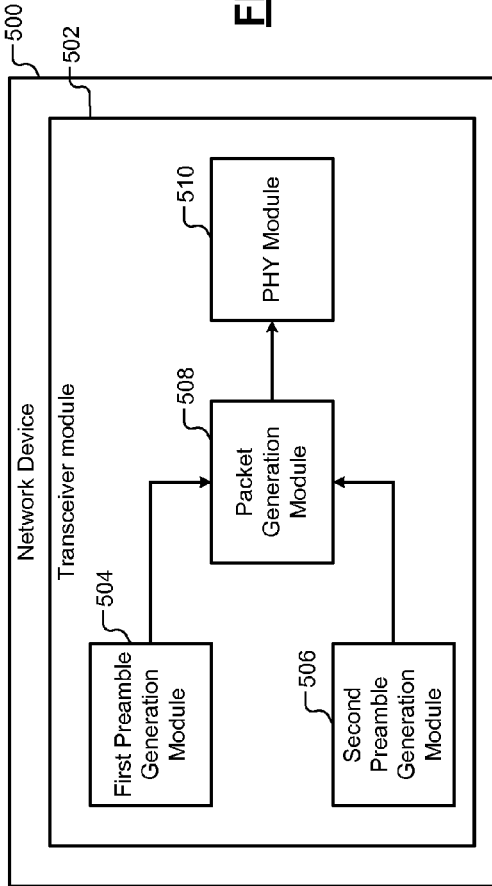 500
Network Device
502
Transceiver module
504
First Preamble
Generation
Module
506
Second
Preamble
Generation
Module
508
Packet
Generation
Module
510
PHY Module